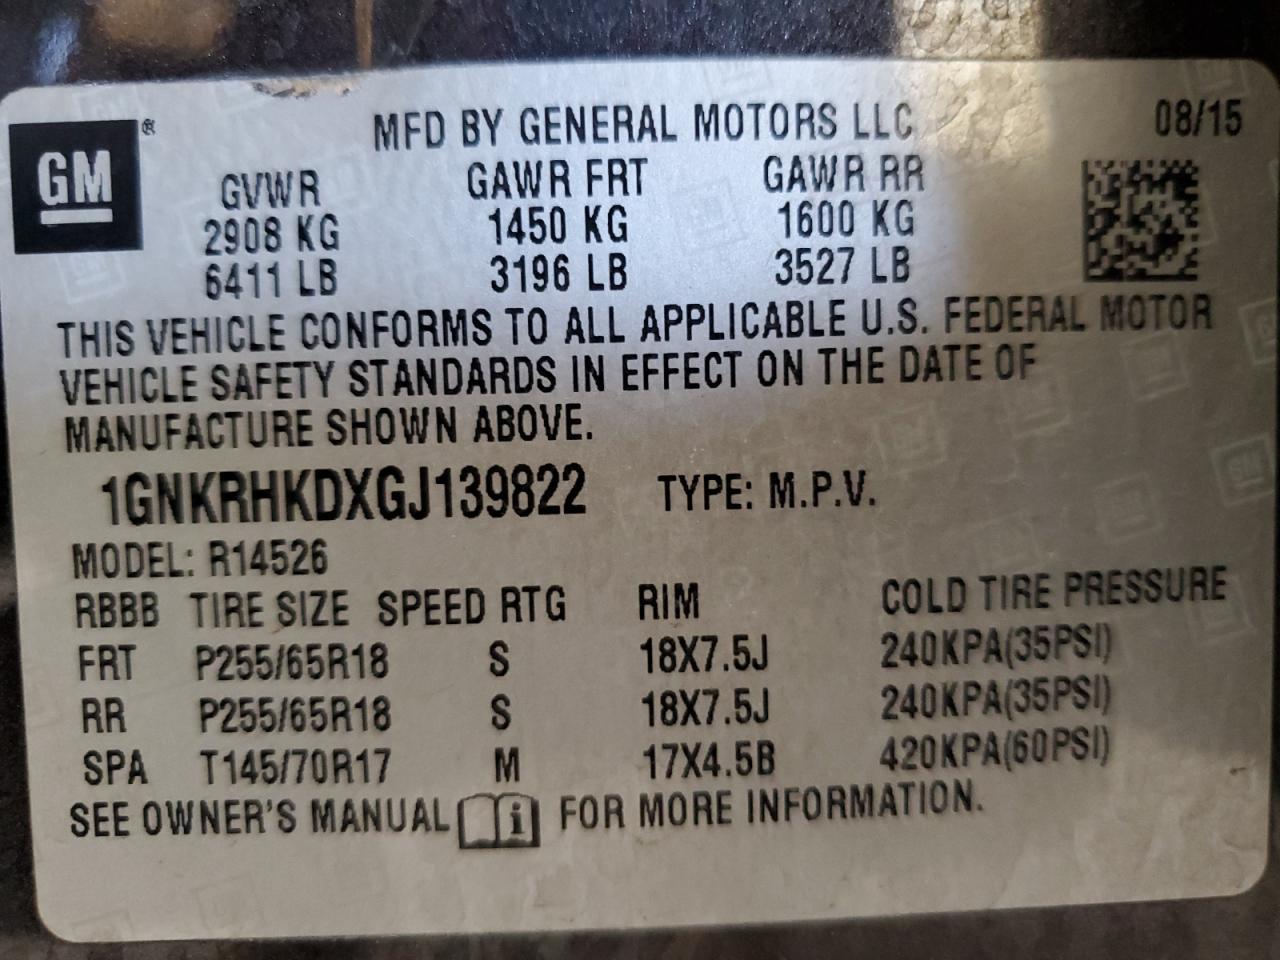 MFD BY GENERAL MOTORS LLC 08/15
GM ®
GVWR GAWR FRT GAWR RR
2908 KG 1450 KG 1600 KG
6411 LB 3196 LB 3527 LB
THIS VEHICLE CONFORMS TO ALL APPLICABLE U.S. FEDERAL MOTOR
VEHICLE SAFETY STANDARDS IN EFFECT ON THE DATE OF
MANUFACTURE SHOWN ABOVE.
1GNKRHKDXGJ139822 TYPE: M.P.V.
MODEL: R14526
RBBB TIRE SIZE SPEED RTG RIM COLD TIRE PRESSURE
FRT P255/65R18 S 18X7.5J 240KPA(35PSI)
RR P255/65R18 S 18X7.5J 240KPA(35PSI)
SPA T145/70R17 M 17X4.5B 420KPA(60PSI)
SEE OWNER'S MANUAL i FOR MORE INFORMATION.